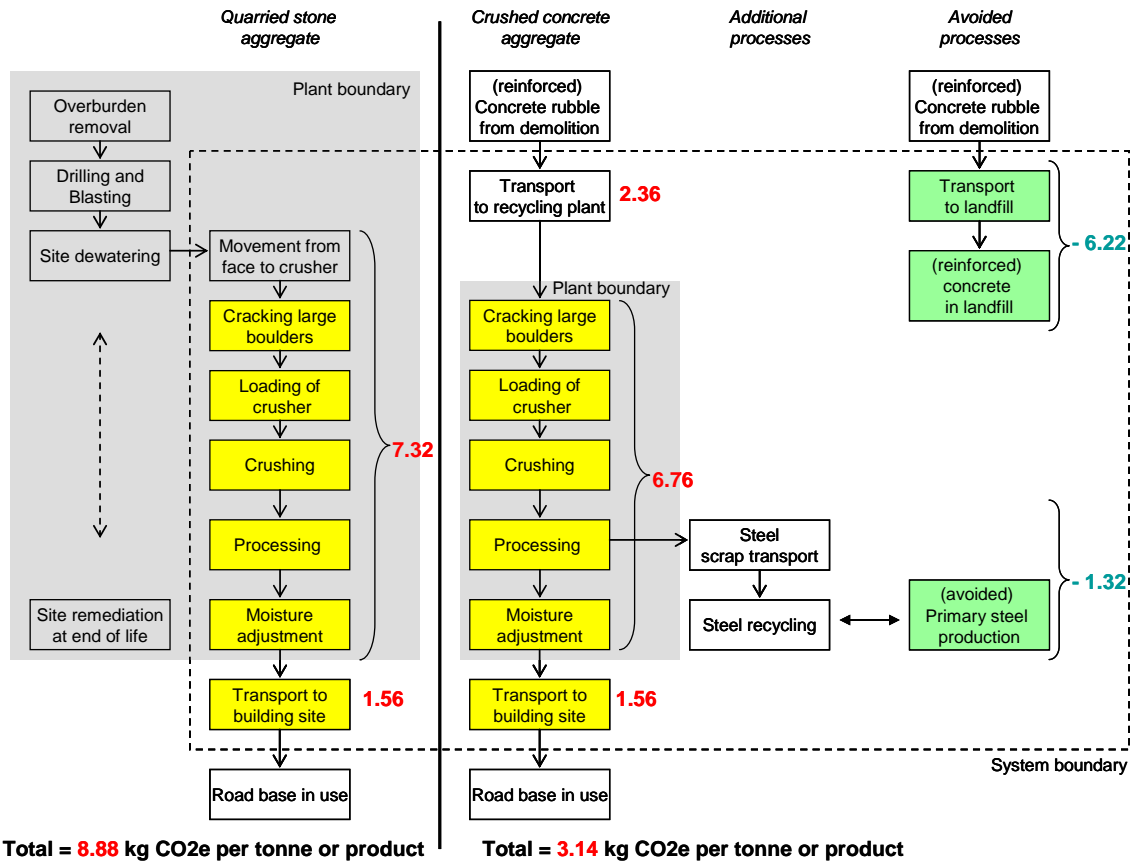 Quarried stone
aggregate
Crushed concrete
aggregate
Additional
processes
Avoided
processes
Plant boundary
Overburden
removal
Drilling and
Blasting
Site dewatering
Site remediation
at end of life
Movement from
face to crusher
Cracking large
boulders
Loading of
crusher
Crushing
Processing
Moisture
adjustment
7.32
Transport to
building site
1.56
Road base in use
Total = 8.88 kg CO2e per tonne or product
(reinforced)
Concrete rubble
from demolition
Transport
to recycling plant
2.36
Plant boundary
Cracking large
boulders
Loading of
crusher
Crushing
Processing
Moisture
adjustment
6.76
Transport to
building site
1.56
Road base in use
Total = 3.14 kg CO2e per tonne or product
Steel
scrap transport
Steel recycling
(reinforced)
Concrete rubble
from demolition
Transport
to landfill
(reinforced)
concrete
in landfill
- 6.22
(avoided)
Primary steel
production
- 1.32
System boundary